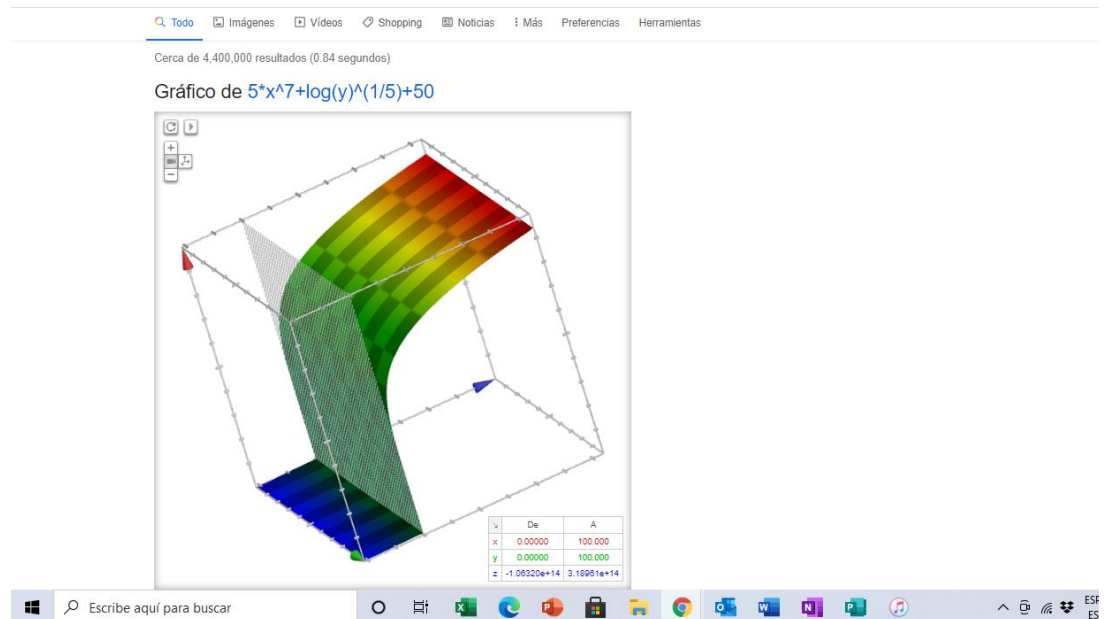 Todo Imágenes Vídeos Shopping Noticias Más Preferencias Herramientas
Cerca de 4,400,000 resultados (0.84 segundos)
Gráfico de 5*x^7+log(y)^(1/5)+50
De A
x 0.00000 100.000
y 0.00000 100.000
z -1.06320e+14 3.18961e+14
Escribe aquí para buscar
ESP
ES